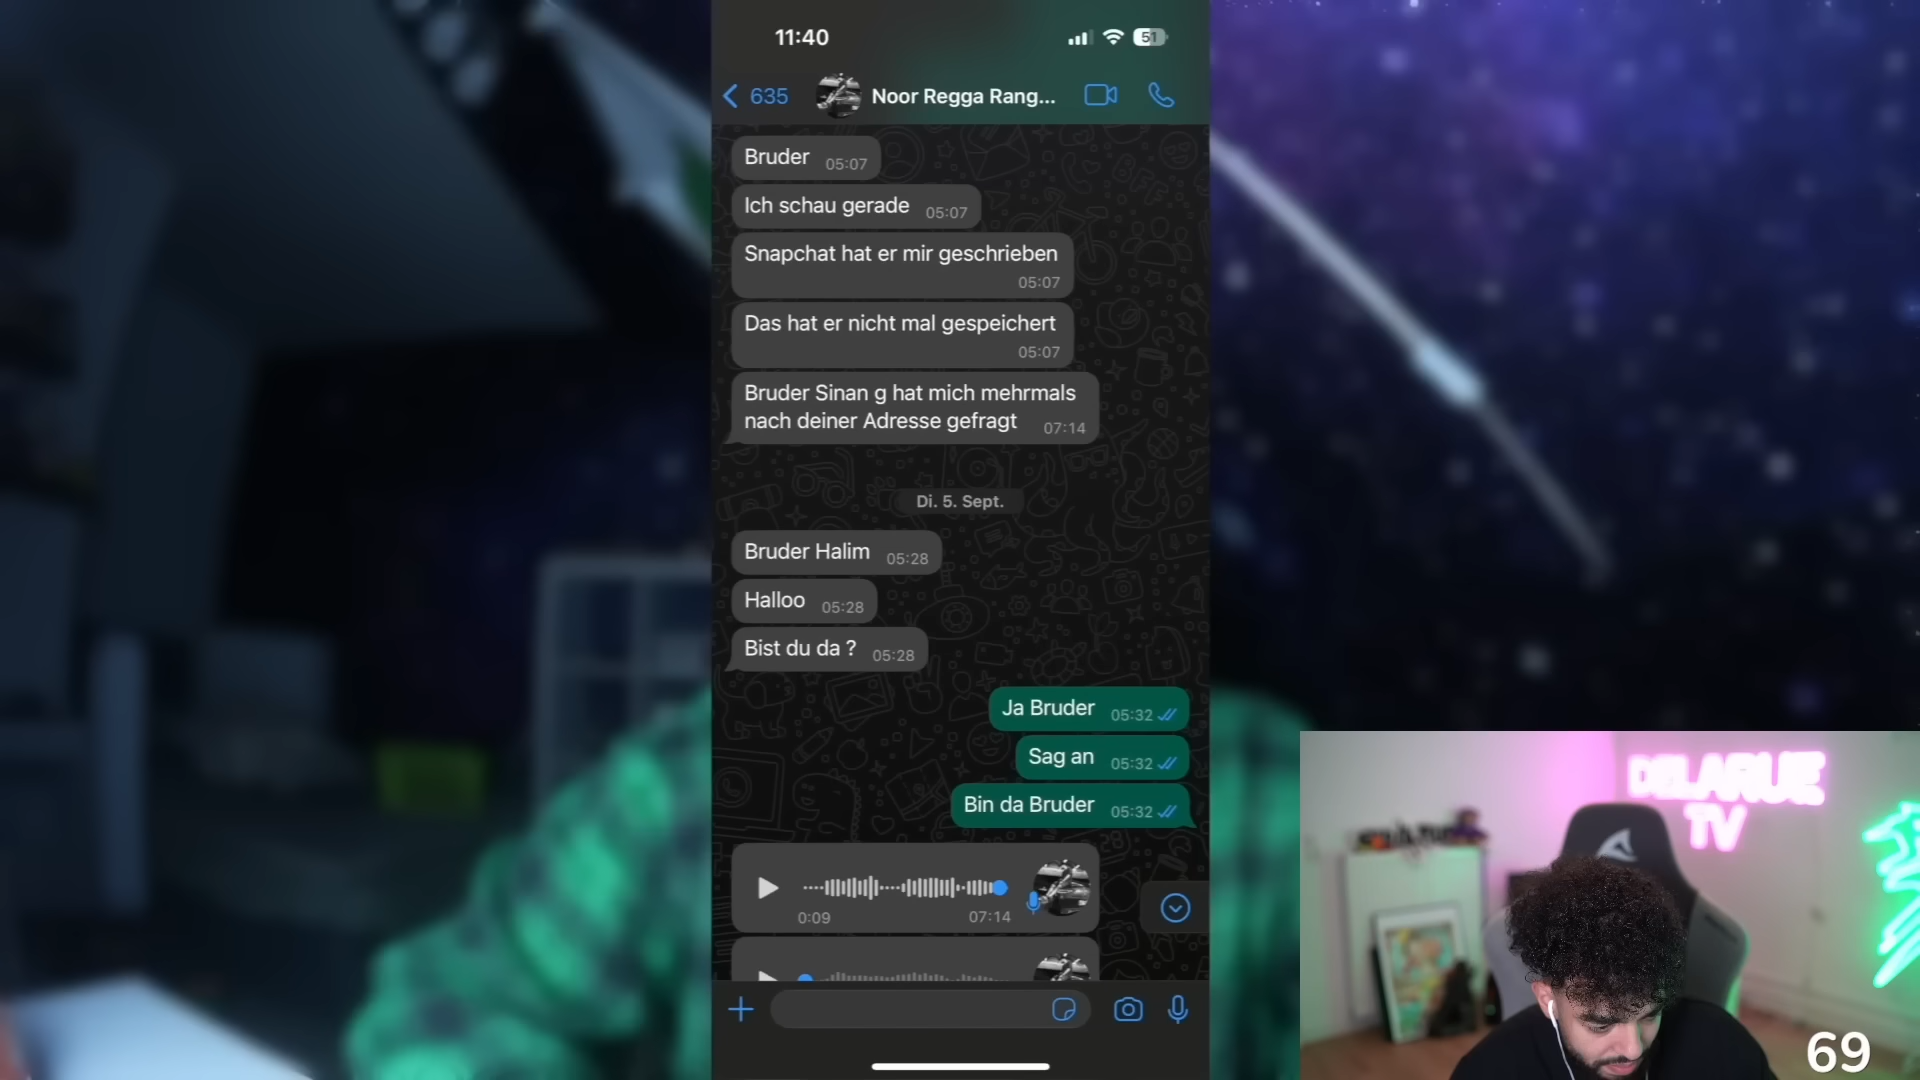 11:40
51
635
Noor Regga Rang...
Bruder 05:07
Ich schau gerade 05:07
Snapchat hat er mir geschrieben
05:07
Das hat er nicht mal gespeichert
05:07
Bruder Sinan g hat mich mehrmals
nach deiner Adresse gefragt 07:14
Di. 5. Sept.
Bruder Halim 05:28
Halloo 05:28
Bist du da ? 05:28
Ja Bruder 05:32
Sag an 05:32
Bin da Bruder 05:32
0:09 07:14
DELARUE
TV
69